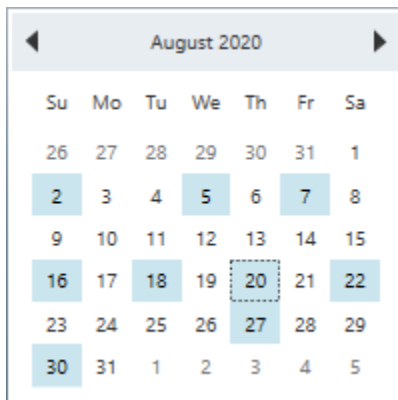 August 2020
Su Mo Tu We Th Fr Sa
26 27 28 29 30 31 1
2 3 4 5 6 7 8
9 10 11 12 13 14 15
16 17 18 19 20 21 22
23 24 25 26 27 28 29
30 31 1 2 3 4 5